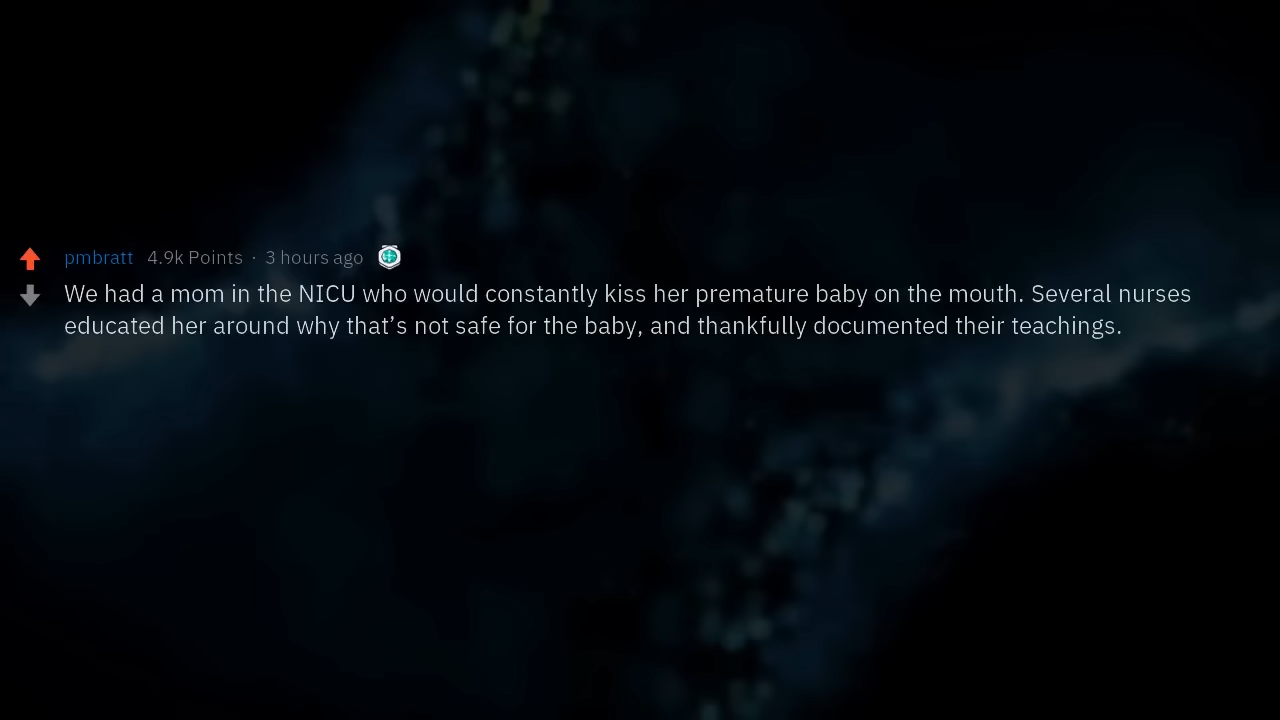 pmbratt 4.9k Points · 3 hours ago
We had a mom in the NICU who would constantly kiss her premature baby on the mouth. Several nurses
educated her around why that’s not safe for the baby, and thankfully documented their teachings.